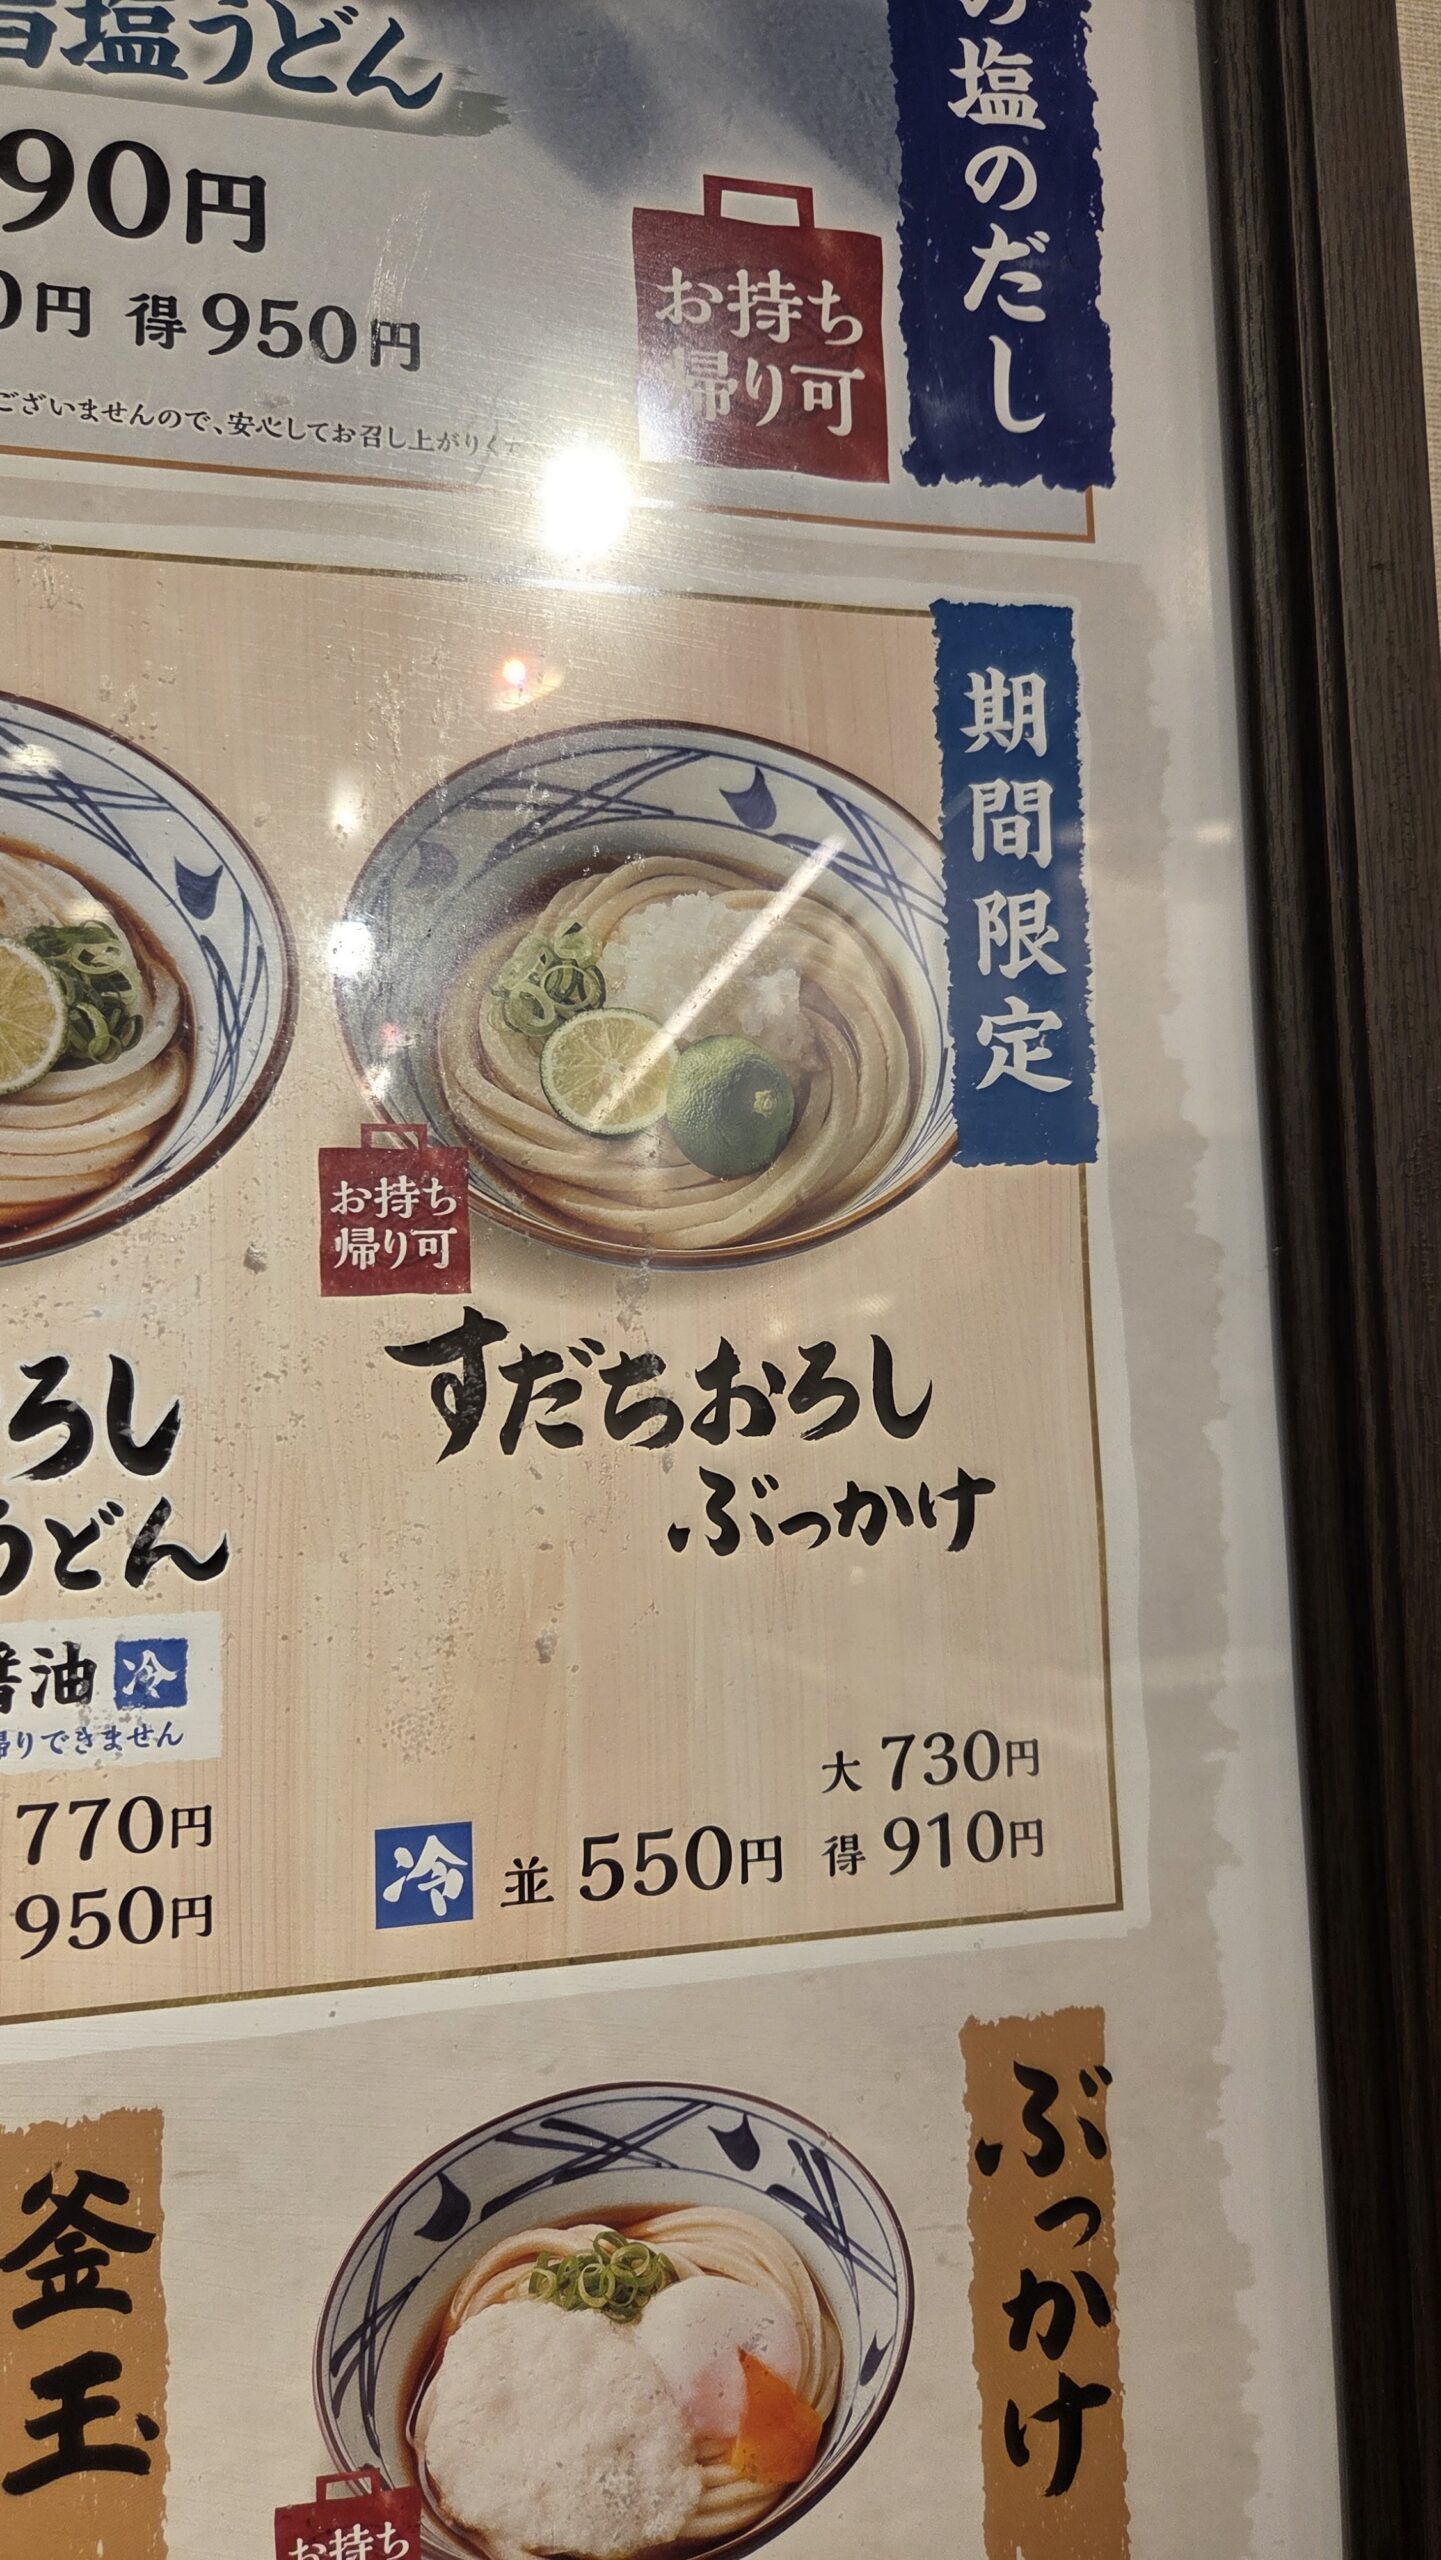 旨塩うどん
の塩のだし
90円
0円 得 950円
ございませんので、安心してお召し上がりくだ
お持ち
帰り可
期間限定
お持ち
帰り可
ろし
うどん
すだちおろし
ぶっかけ
醤油 冷
帰りできません
770円
950円
大 730円
冷 並 550円 得 910円
釜玉
ぶっかけ
お持ち